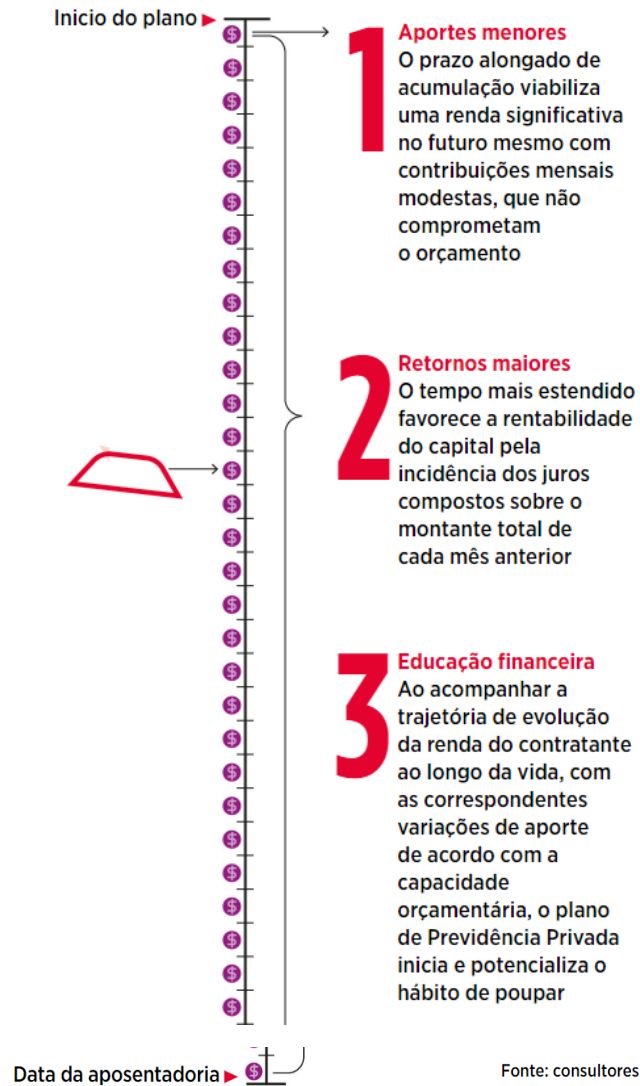 Inicio do plano
1
Aportes menores
O prazo alongado de
acumulação viabiliza
uma renda significativa
no futuro mesmo com
contribuições mensais
modestas, que não
comprometam
o orçamento
2
Retornos maiores
O tempo mais estendido
favorece a rentabilidade
do capital pela
incidência dos juros
compostos sobre o
montante total de
cada mês anterior
3
Educação financeira
Ao acompanhar a
trajetória de evolução
da renda do contratante
ao longo da vida, com
as correspondentes
variações de aporte
de acordo com a
capacidade
orçamentária, o plano
de Previdência Privada
inicia e potencializa o
hábito de poupar
Data da aposentadoria
Fonte: consultores